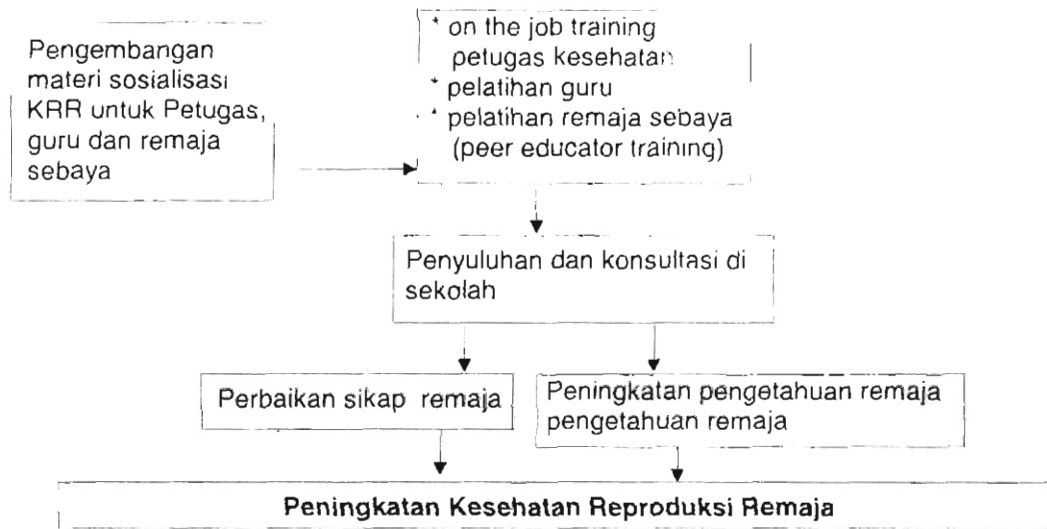 Pengembangan
materi sosialisasi
KRR untuk Petugas,
guru dan remaja
sebaya
* on the job training
petugas kesehatan
* pelatihan guru
* pelatihan remaja sebaya
(peer educator training)
Penyuluhan dan konsultasi di
sekolah
Perbaikan sikap remaja
Peningkatan pengetahuan remaja
pengetahuan remaja
Peningkatan Kesehatan Reproduksi Remaja